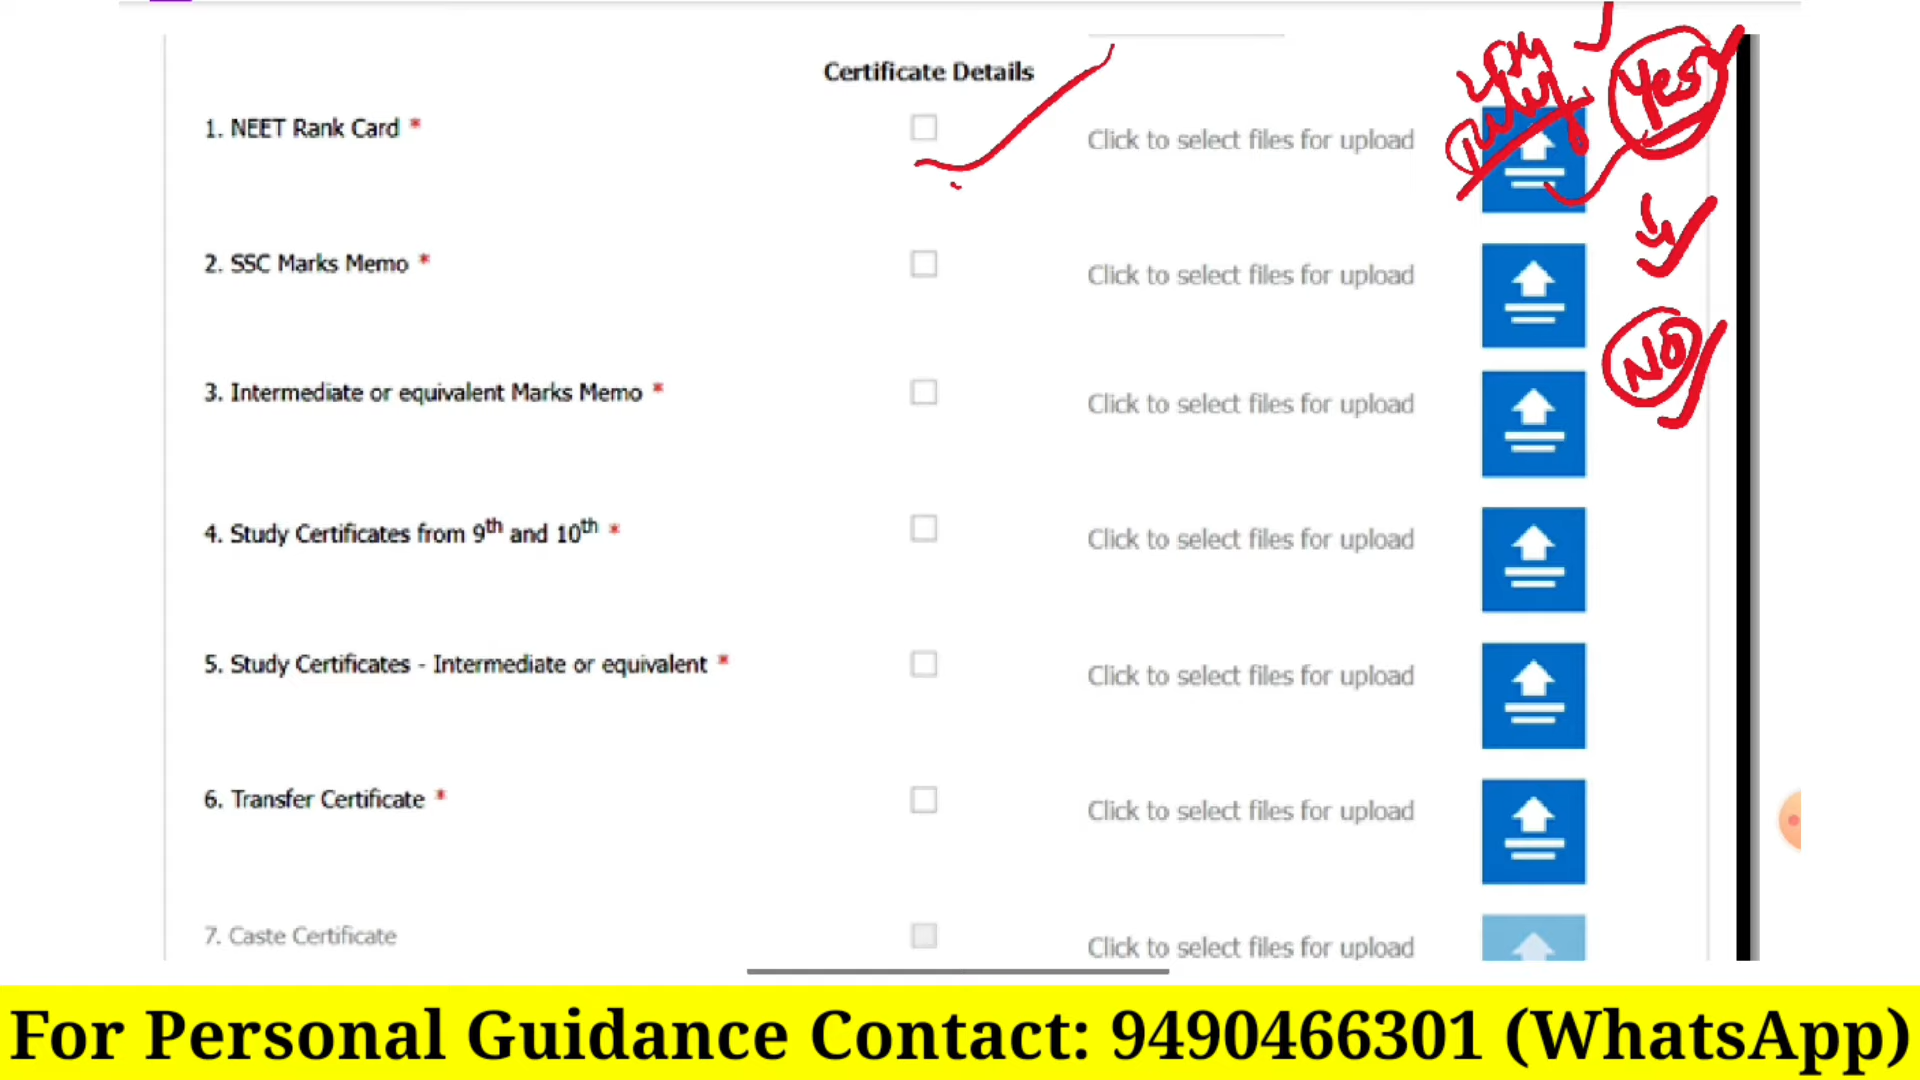 Certificate Details
1. NEET Rank Card *
Click to select files for upload
Yes
2. SSC Marks Memo *
Click to select files for upload
NO
3. Intermediate or equivalent Marks Memo *
Click to select files for upload
4. Study Certificates from 9th and 10th *
Click to select files for upload
5. Study Certificates - Intermediate or equivalent *
Click to select files for upload
6. Transfer Certificate *
Click to select files for upload
7. Caste Certificate
Click to select files for upload
For Personal Guidance Contact: 9490466301 (WhatsApp)